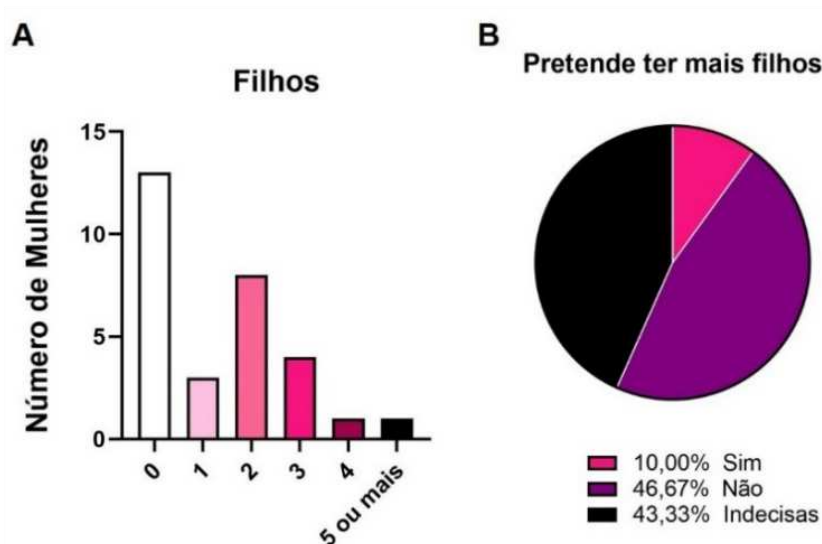 A
Filhos
Número de Mulheres
15
10
5
0
0
1
2
3
4
5 ou mais
B
Pretende ter mais filhos
10,00% Sim
46,67% Não
43,33% Indecisas